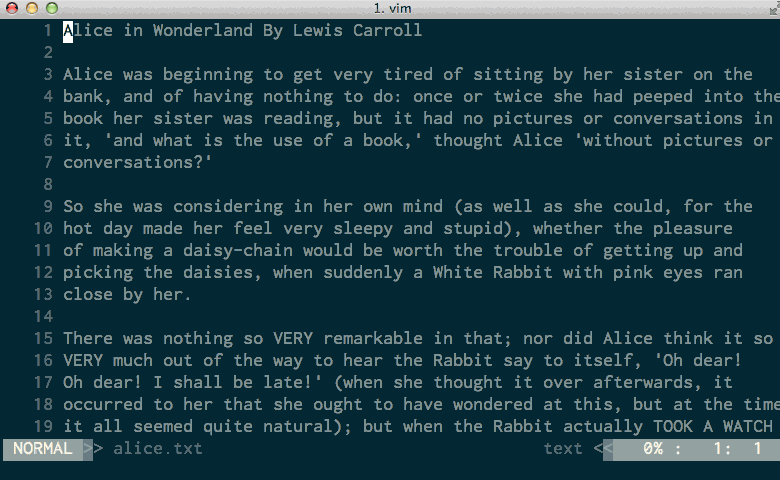 1. vim
1 Alice in Wonderland By Lewis Carroll
2
3 Alice was beginning to get very tired of sitting by her sister on the
4 bank, and of having nothing to do: once or twice she had peeped into the
5 book her sister was reading, but it had no pictures or conversations in
6 it, 'and what is the use of a book,' thought Alice 'without pictures or
7 conversations?'
8
9 So she was considering in her own mind (as well as she could, for the
10 hot day made her feel very sleepy and stupid), whether the pleasure
11 of making a daisy-chain would be worth the trouble of getting up and
12 picking the daisies, when suddenly a White Rabbit with pink eyes ran
13 close by her.
14
15 There was nothing so VERY remarkable in that; nor did Alice think it so
16 VERY much out of the way to hear the Rabbit say to itself, 'Oh dear!
17 Oh dear! I shall be late!' (when she thought it over afterwards, it
18 occurred to her that she ought to have wondered at this, but at the time
19 it all seemed quite natural); but when the Rabbit actually TOOK A WATCH
NORMAL >> alice.txt text << 0% : 1: 1